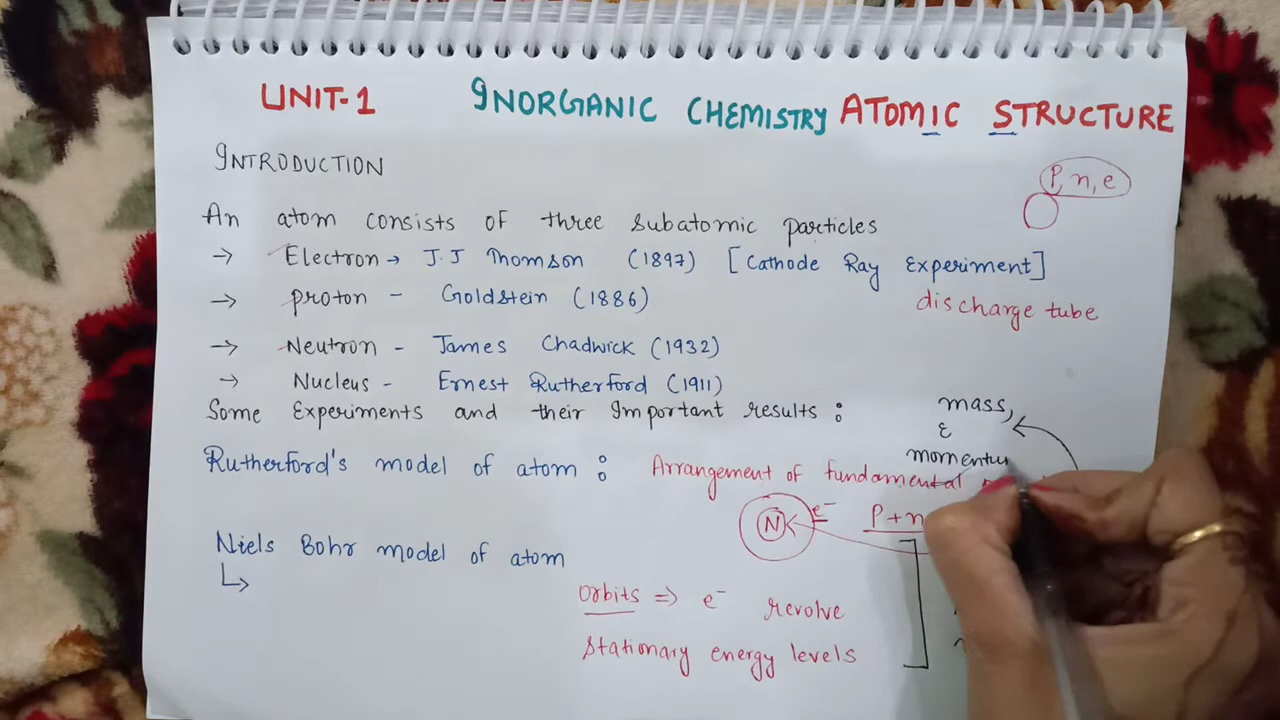 UNIT-1 INORGANIC CHEMISTRY ATOMIC STRUCTURE
INTRODUCTION
P, n, e
An atom consists of three subatomic particles
→ Electron → J.J Thomson (1897) [Cathode Ray Experiment]
→ proton - Goldstein (1886)
discharge tube
→ Neutron - James Chadwick (1932)
→ Nucleus - Ernest Rutherford (1911)
Some Experiments and their Important results :
mass,
&
momentu
Rutherford's model of atom : Arrangement of fundamental
N e⁻ P+n
Niels Bohr model of atom
Orbits ⇒ e⁻ revolve
Stationary energy levels